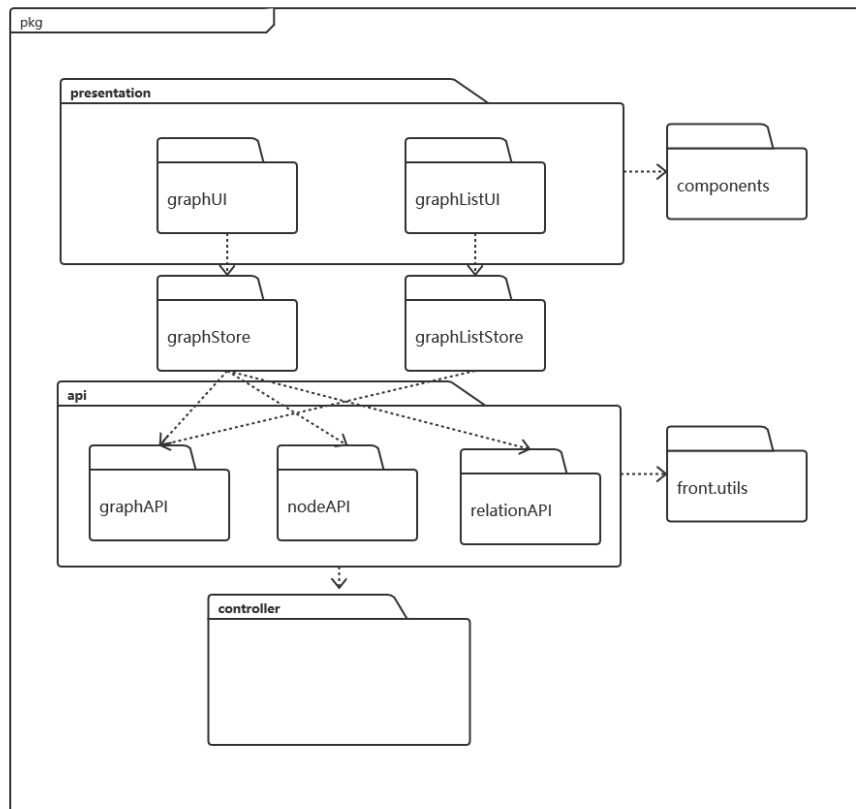 pkg
presentation
graphUI
graphListUI
components
graphStore
graphListStore
api
graphAPI
nodeAPI
relationAPI
front.utils
controller